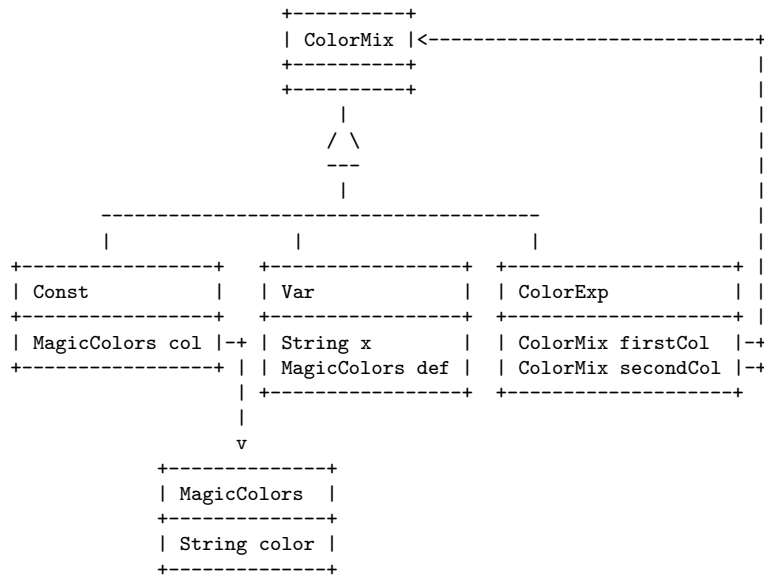 ColorMix
Const
Var
ColorExp
MagicColors col
String x
ColorMix firstCol
MagicColors def
ColorMix secondCol
v
MagicColors
String color